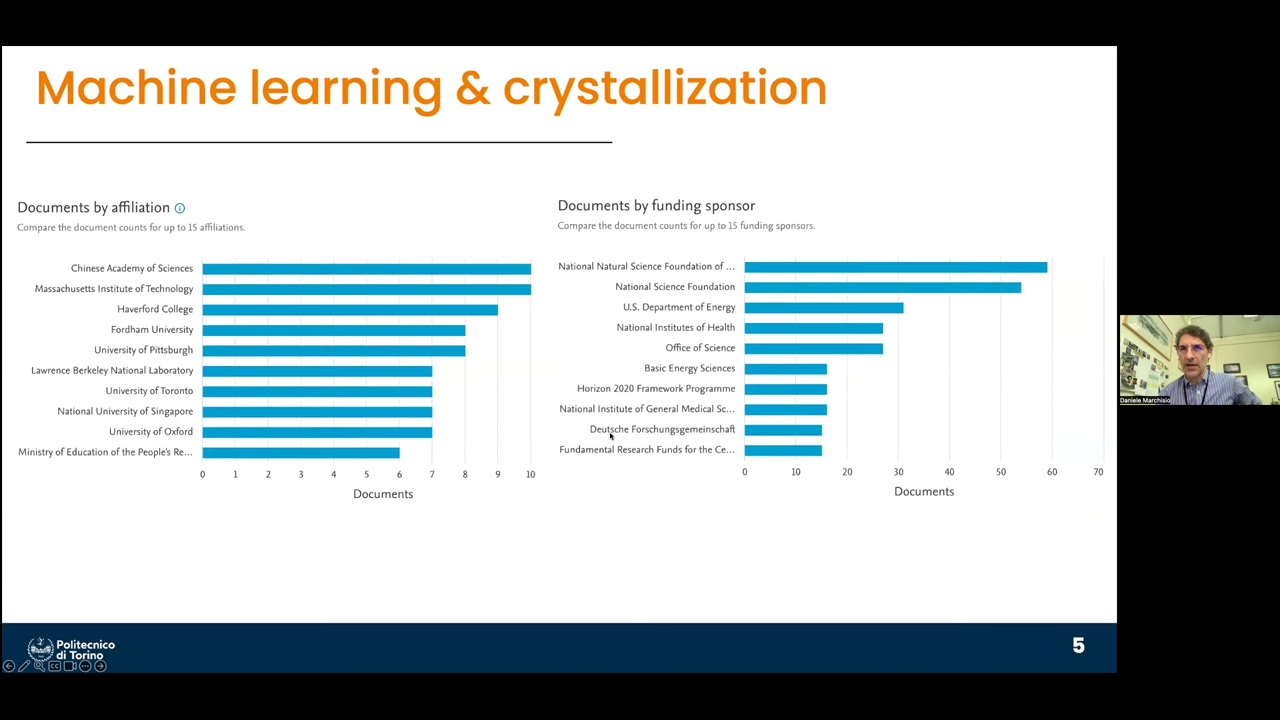 Machine learning & crystallization
Documents by affiliation
Compare the document counts for up to 15 affiliations.
Chinese Academy of Sciences
Massachusetts Institute of Technology
Haverford College
Fordham University
University of Pittsburgh
Lawrence Berkeley National Laboratory
University of Toronto
National University of Singapore
University of Oxford
Ministry of Education of the People's Re...
0 1 2 3 4 5 6 7 8 9 10
Documents
Documents by funding sponsor
Compare the document counts for up to 15 funding sponsors.
National Natural Science Foundation of ...
National Science Foundation
U.S. Department of Energy
National Institutes of Health
Office of Science
Basic Energy Sciences
Horizon 2020 Framework Programme
National Institute of General Medical Sc...
Deutsche Forschungsgemeinschaft
Fundamental Research Funds for the Ce...
0 10 20 30 40 50 60 70
Documents
Daniele Marchisio
Politecnico
di Torino
5